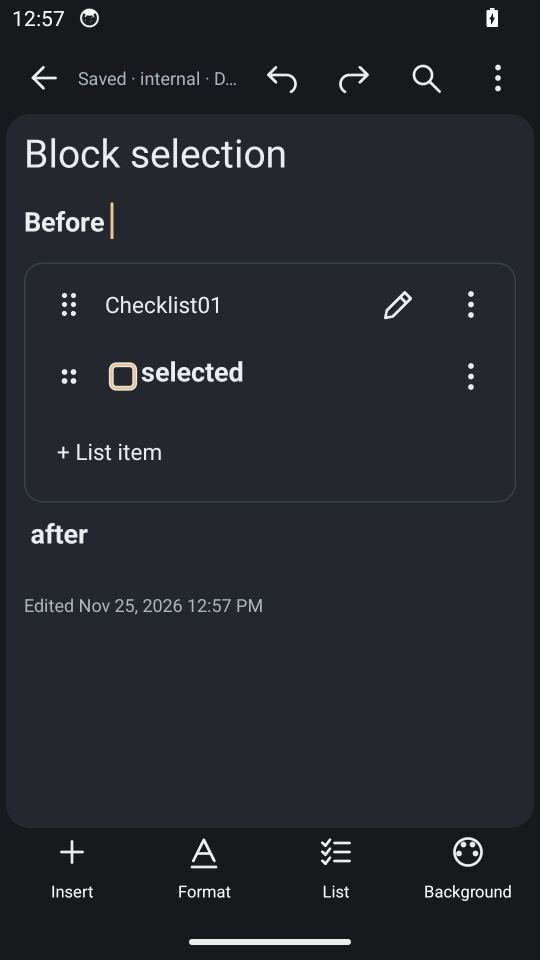 12:57
Saved · internal · D...
Block selection
Before
Checklist01
selected
+ List item
after
Edited Nov 25, 2026 12:57 PM
Insert
Format
List
Background